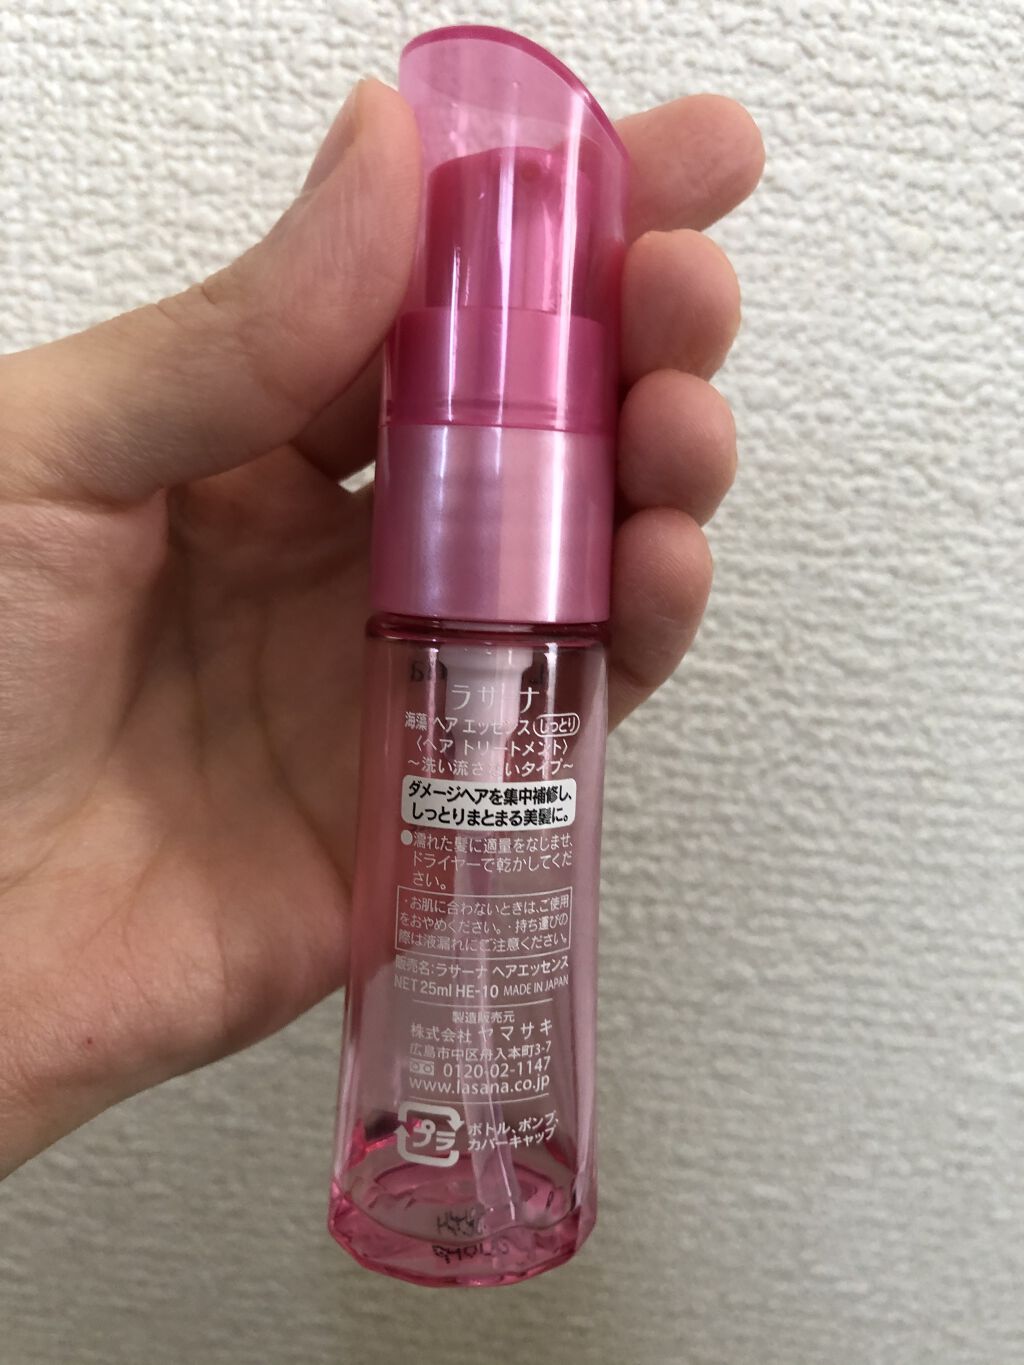 ラサーナ
海藻 ヘア エッセンス しっとり
〈ヘア トリートメント〉
～洗い流さないタイプ～
ダメージヘアを集中補修し、
しっとりまとまる美髪に。
●濡れた髪に適量をなじませ、
ドライヤーで乾かしてくだ
さい。
・お肌に合わないときは、ご使用
をおやめください。・持ち運びの
際は液漏れにご注意ください。
販売名：ラサーナ ヘアエッセンス
NET 25ml HE-10 MADE IN JAPAN
製造販売元
株式会社 ヤマサキ
広島市中区舟入本町3-7
0120-02-1147
www.lasana.co.jp
プラ ボトル、ポンプ、
カバーキャップ